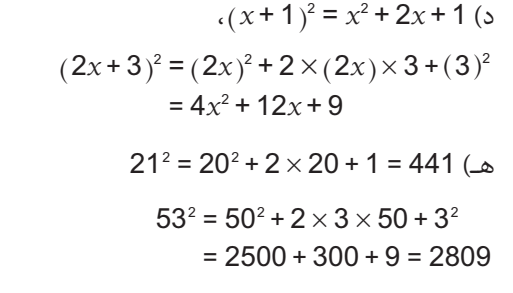 د) (x + 1)² = x² + 2x + 1،
(2x + 3)² = (2x)² + 2 × (2x) × 3 + (3)²
= 4x² + 12x + 9
هـ) 21² = 20² + 2 × 20 + 1 = 441
53² = 50² + 2 × 3 × 50 + 3²
= 2500 + 300 + 9 = 2809